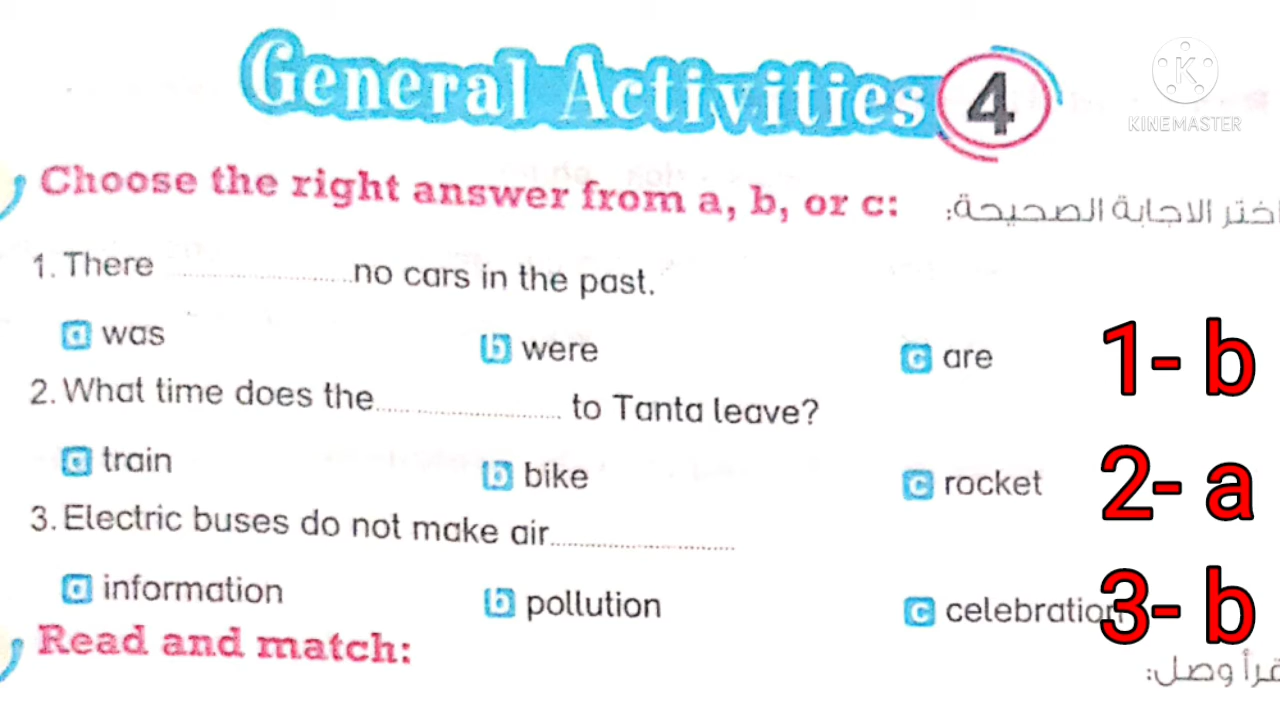 General Activities 4
KINEMASTER
Choose the right answer from a, b, or c:
اختر الاجابة الصحيحة:
1. There ........................ no cars in the past.
a was b were c are
1- b
2. What time does the ........................ to Tanta leave?
a train b bike c rocket
2- a
3. Electric buses do not make air ........................
a information b pollution c celebration
3- b
Read and match:
وصل: